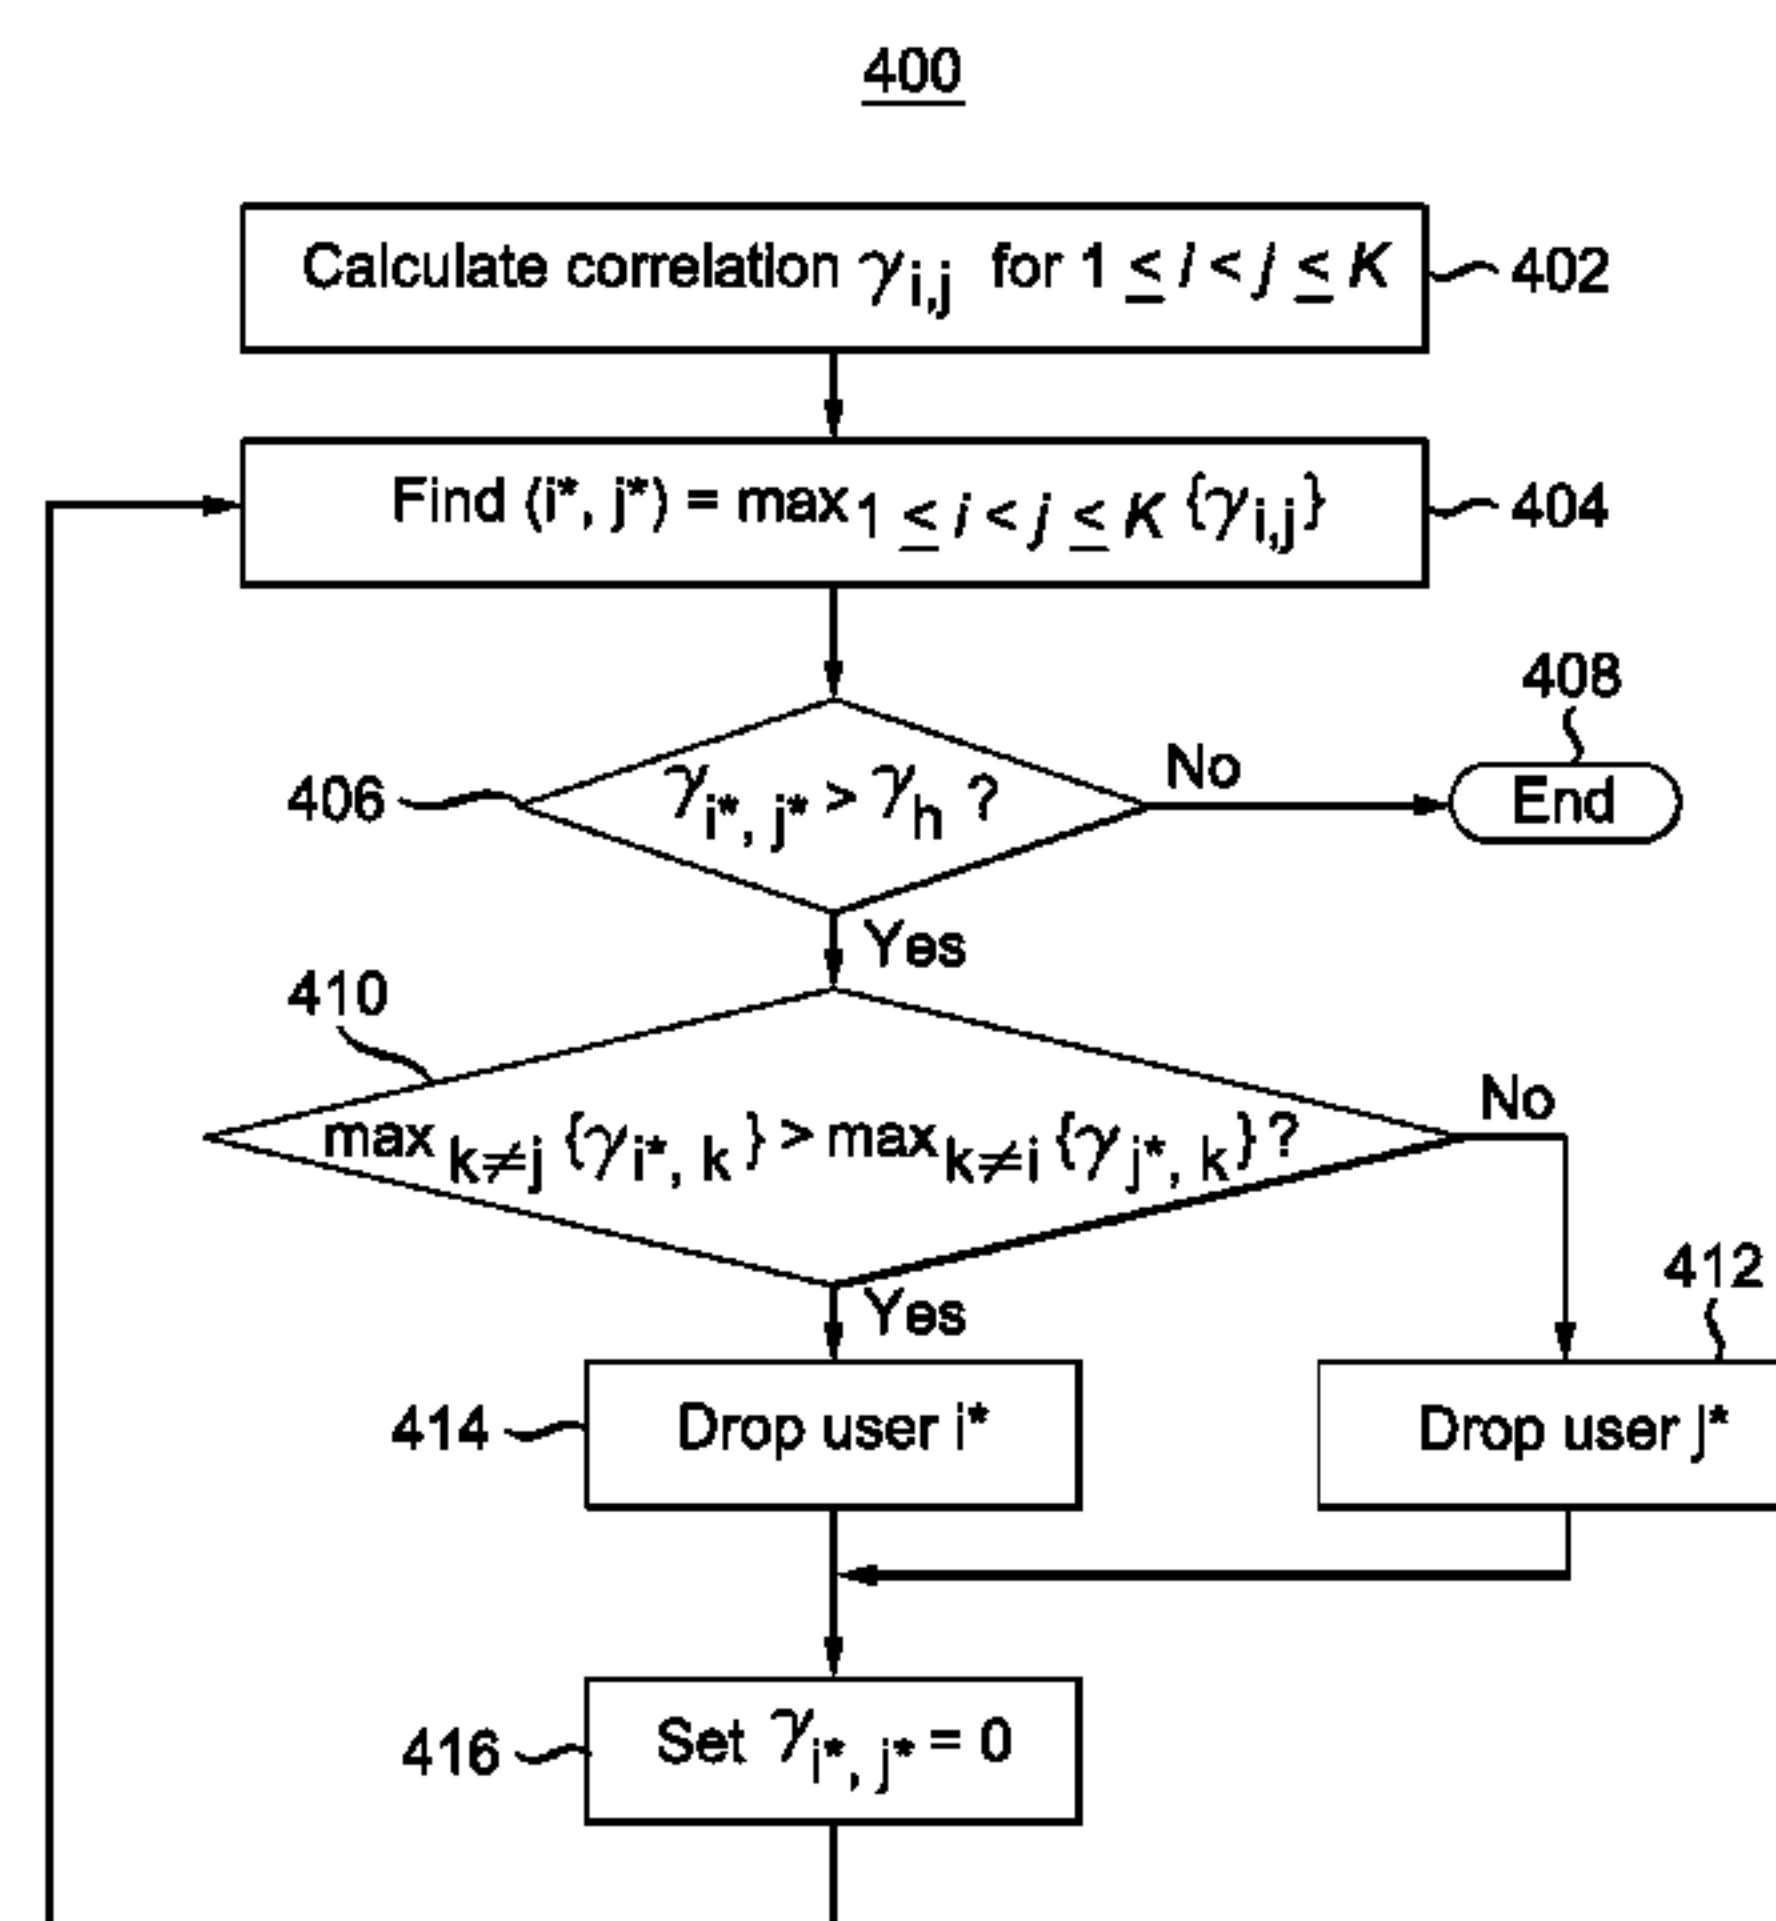 400
Calculate correlation γi,j for 1 ≤ i < j ≤ K
402
Find (i*, j*) = max1 ≤ i < j ≤ K {γi,j}
404
408
406
γi*, j* > γh ?
No
End
Yes
410
maxk≠j {γi*, k} > maxk≠i {γj*, k} ?
No
Yes
412
414
Drop user i*
Drop user j*
416
Set γi*, j* = 0